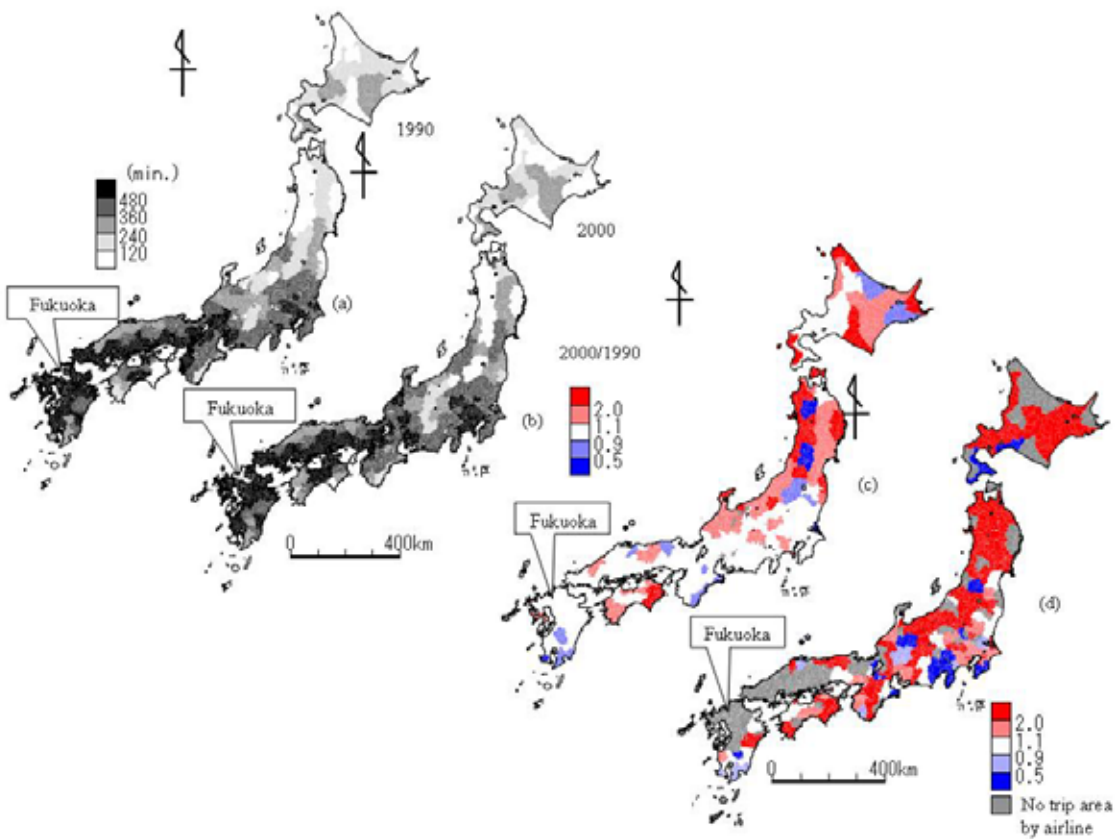 1990
(min.)
480
360
240
120
2000
Fukuoka
(a)
2000/1990
Fukuoka
(b)
2.0
1.1
0.9
0.5
(c)
0 400km
Fukuoka
(d)
Fukuoka
2.0
1.1
0.9
0.5
0 400km
No trip area
by airline